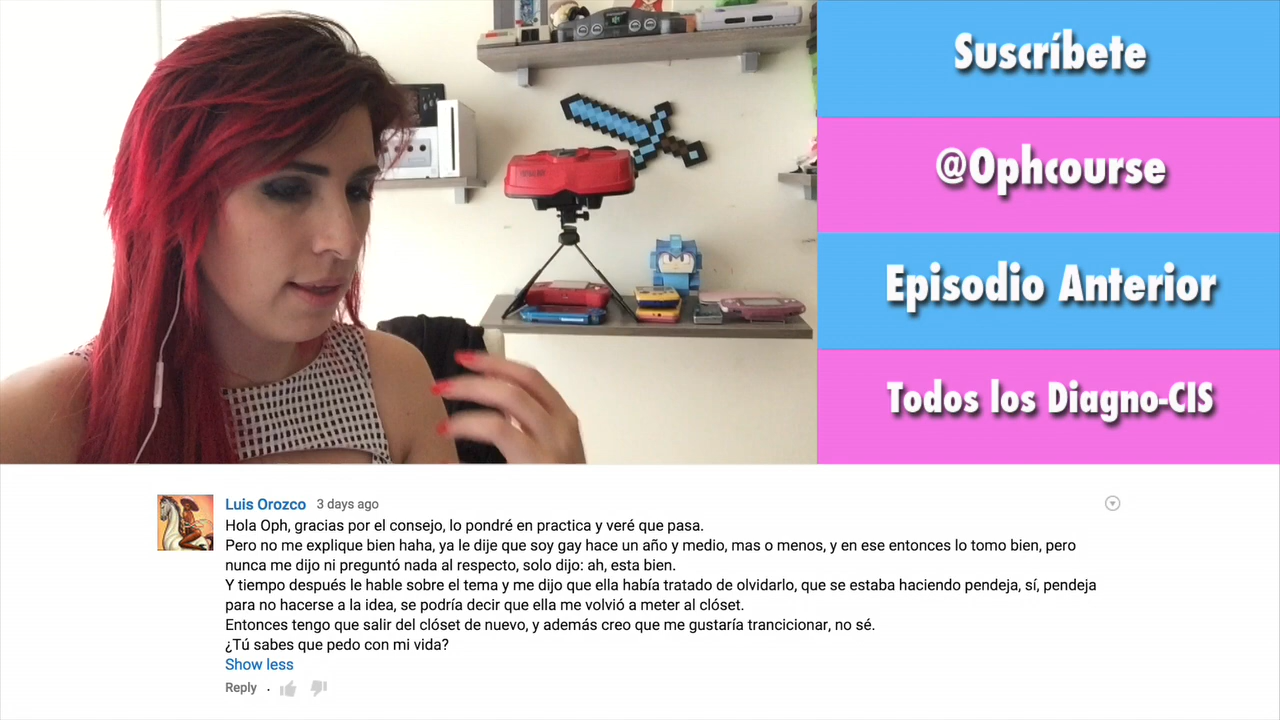 Suscríbete
@Ophcourse
Episodio Anterior
Todos los Diagno-CIS
Luis Orozco 3 days ago
Hola Oph, gracias por el consejo, lo pondré en practica y veré que pasa.
Pero no me explique bien haha, ya le dije que soy gay hace un año y medio, mas o menos, y en ese entonces lo tomo bien, pero
nunca me dijo ni preguntó nada al respecto, solo dijo: ah, esta bien.
Y tiempo después le hable sobre el tema y me dijo que ella había tratado de olvidarlo, que se estaba haciendo pendeja, sí, pendeja
para no hacerse a la idea, se podría decir que ella me volvió a meter al clóset.
Entonces tengo que salir del clóset de nuevo, y además creo que me gustaría trancicionar, no sé.
¿Tú sabes que pedo con mi vida?
Show less
Reply .